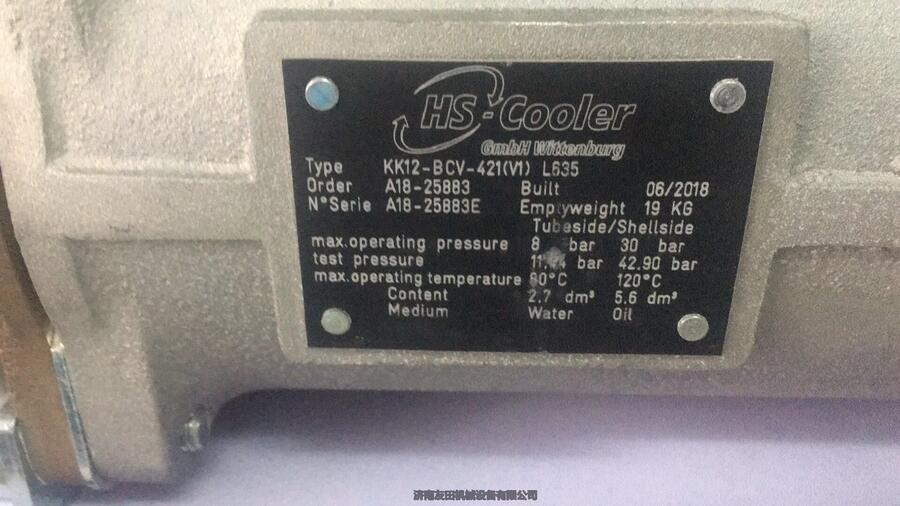 HS-Cooler
GmbH Wittenburg
Type KK12-BCV-421(V1) L635
Order A18-25883 Built 06/2018
N°Serie A18-25883E Emptyweight 19 KG
Tubeside/Shellside
max.operating pressure 8 bar 30 bar
test pressure bar 42.90 bar
max.operating temperature 80°C 120°C
Content 2.7 dm³ 5.6 dm³
Medium Water Oil
济南友田机械设备有限公司